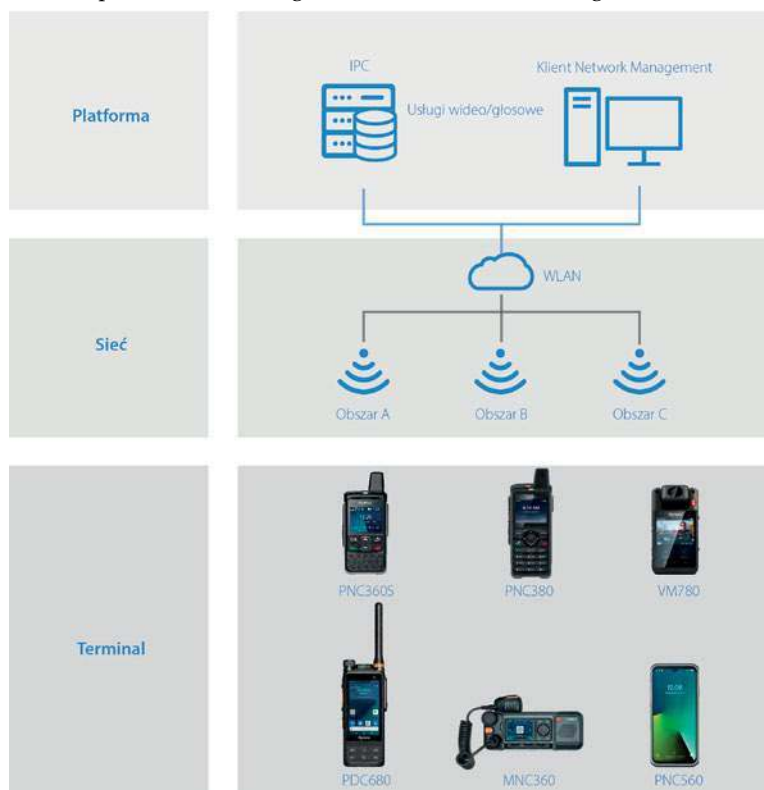 Platforma
IPC
Klient Network Management
Usługi wideo/głosowe
Sieć
WLAN
Obszar A
Obszar B
Obszar C
Terminal
PNC360S
PNC380
VM780
PDC680
MNC360
PNC560